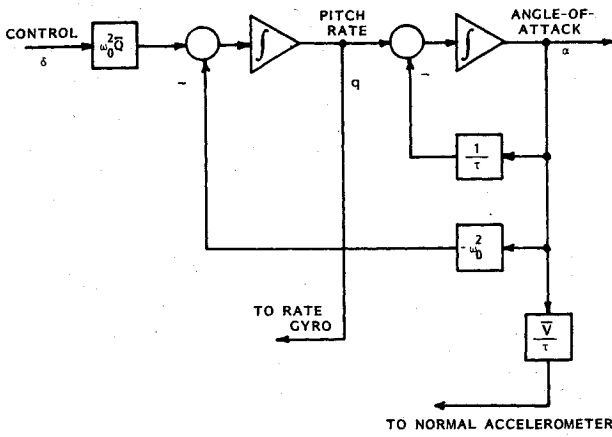 CONTROL
δ
ω₀²Q̄
−
∫
PITCH
RATE
q
−
∫
ANGLE-OF-
ATTACK
α
1/τ
-ω₀²
TO RATE
GYRO
V̄/τ
TO NORMAL ACCELEROMETER